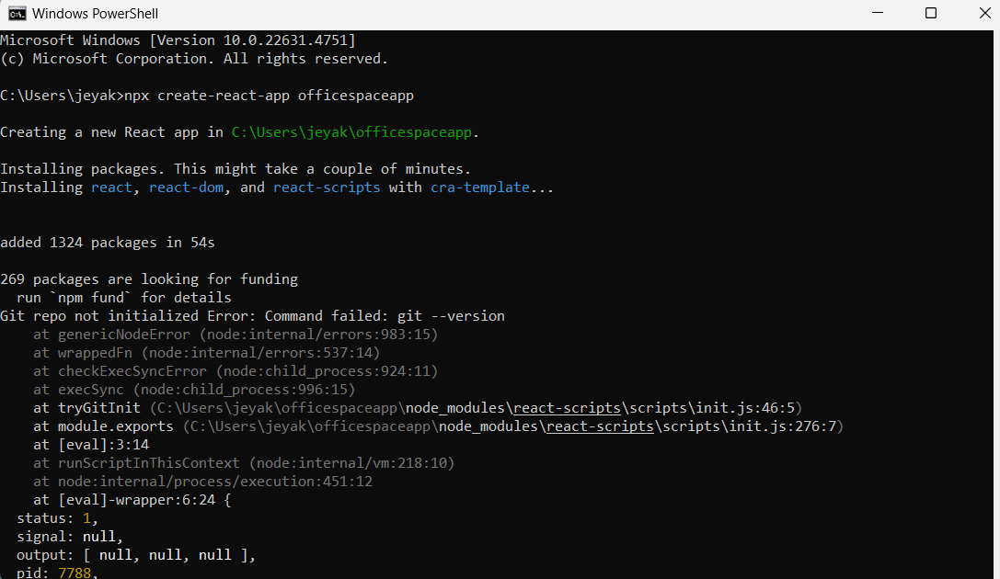 Windows PowerShell
Microsoft Windows [Version 10.0.22631.4751]
(c) Microsoft Corporation. All rights reserved.
C:\Users\jeyak>npx create-react-app officespaceapp
Creating a new React app in C:\Users\jeyak\officespaceapp.
Installing packages. This might take a couple of minutes.
Installing react, react-dom, and react-scripts with cra-template...
added 1324 packages in 54s
269 packages are looking for funding
  run `npm fund` for details
Git repo not initialized Error: Command failed: git --version
    at genericNodeError (node:internal/errors:983:15)
    at wrappedFn (node:internal/errors:537:14)
    at checkExecSyncError (node:child_process:924:11)
    at execSync (node:child_process:996:15)
    at tryGitInit (C:\Users\jeyak\officespaceapp\node_modules\react-scripts\scripts\init.js:46:5)
    at module.exports (C:\Users\jeyak\officespaceapp\node_modules\react-scripts\scripts\init.js:276:7)
    at [eval]:3:14
    at runScriptInThisContext (node:internal/vm:218:10)
    at node:internal/process/execution:451:12
    at [eval]-wrapper:6:24 {
  status: 1,
  signal: null,
  output: [ null, null, null ],
  pid: 7788,